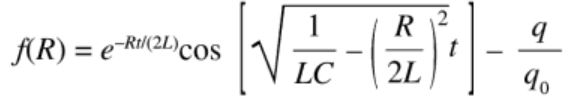 f(R) = e^{–Rt/(2L)}cos [√(1/LC – (R/2L)²) t] – q/q₀